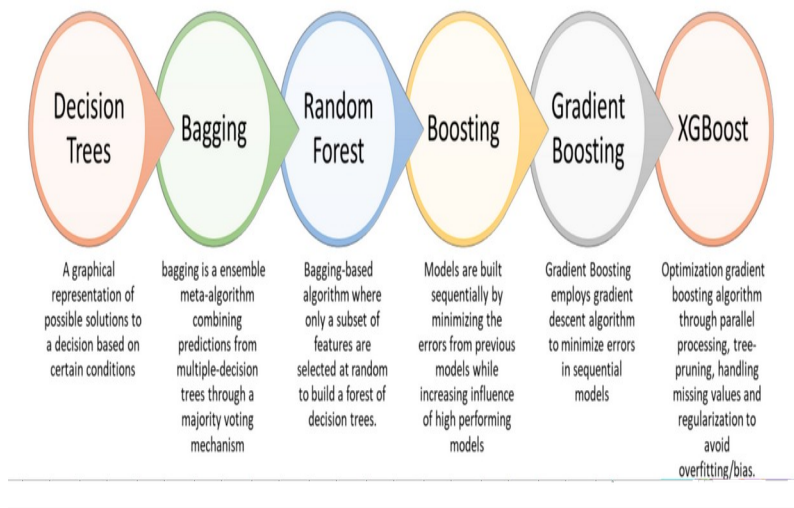 Decision
Trees
Bagging
Random
Forest
Boosting
Gradient
Boosting
XGBoost
A graphical
representation of
possible solutions to
a decision based on
certain conditions
bagging is a ensemble
meta-algorithm
combining
predictions from
multiple-decision
trees through a
majority voting
mechanism
Bagging-based
algorithm where
only a subset of
features are
selected at random
to build a forest of
decision trees.
Models are built
sequentially by
minimizing the
errors from previous
models while
increasing influence
of high performing
models
Gradient Boosting
employs gradient
descent algorithm
to minimize errors
in sequential
models
Optimization gradient
boosting algorithm
through parallel
processing, tree-
pruning, handling
missing values and
regularization to
avoid
overfitting/bias.